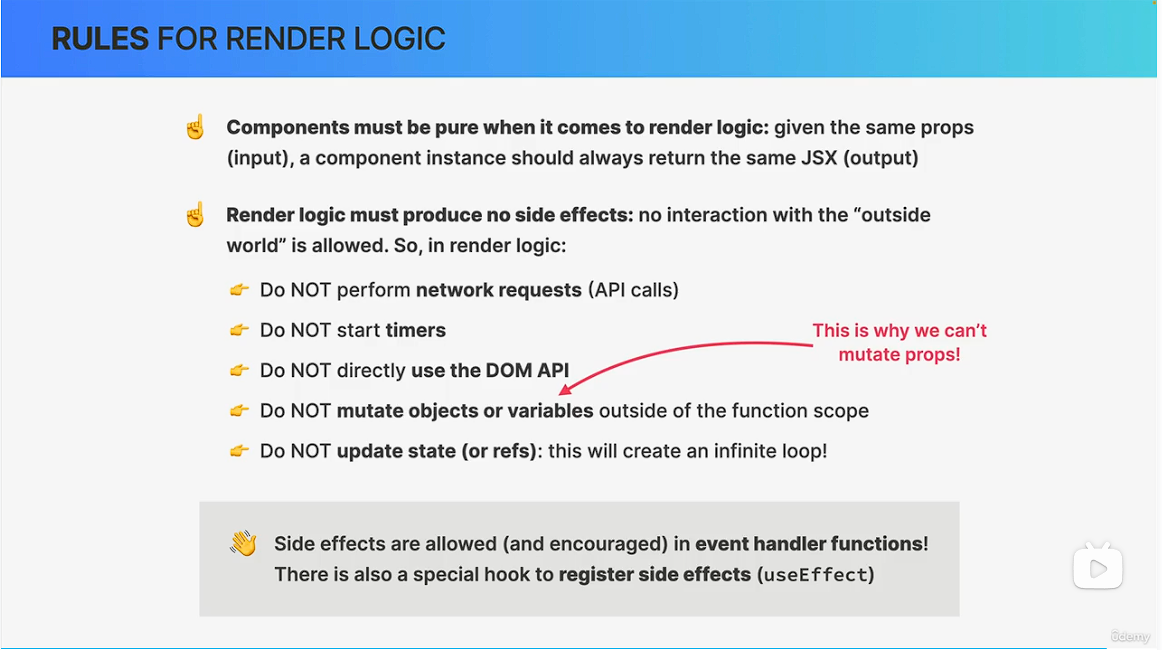 RULES FOR RENDER LOGIC
Components must be pure when it comes to render logic: given the same props
(input), a component instance should always return the same JSX (output)
Render logic must produce no side effects: no interaction with the “outside
world” is allowed. So, in render logic:
Do NOT perform network requests (API calls)
Do NOT start timers
This is why we can’t
mutate props!
Do NOT directly use the DOM API
Do NOT mutate objects or variables outside of the function scope
Do NOT update state (or refs): this will create an infinite loop!
Side effects are allowed (and encouraged) in event handler functions!
There is also a special hook to register side effects (useEffect)
ûdemy